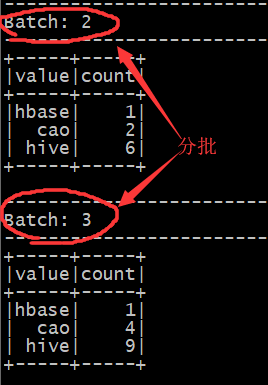 Batch: 2
|value|count|
|hbase| 1|
| cao| 2|
| hive| 6|
分批
Batch: 3
|value|count|
|hbase| 1|
| cao| 4|
| hive| 9|